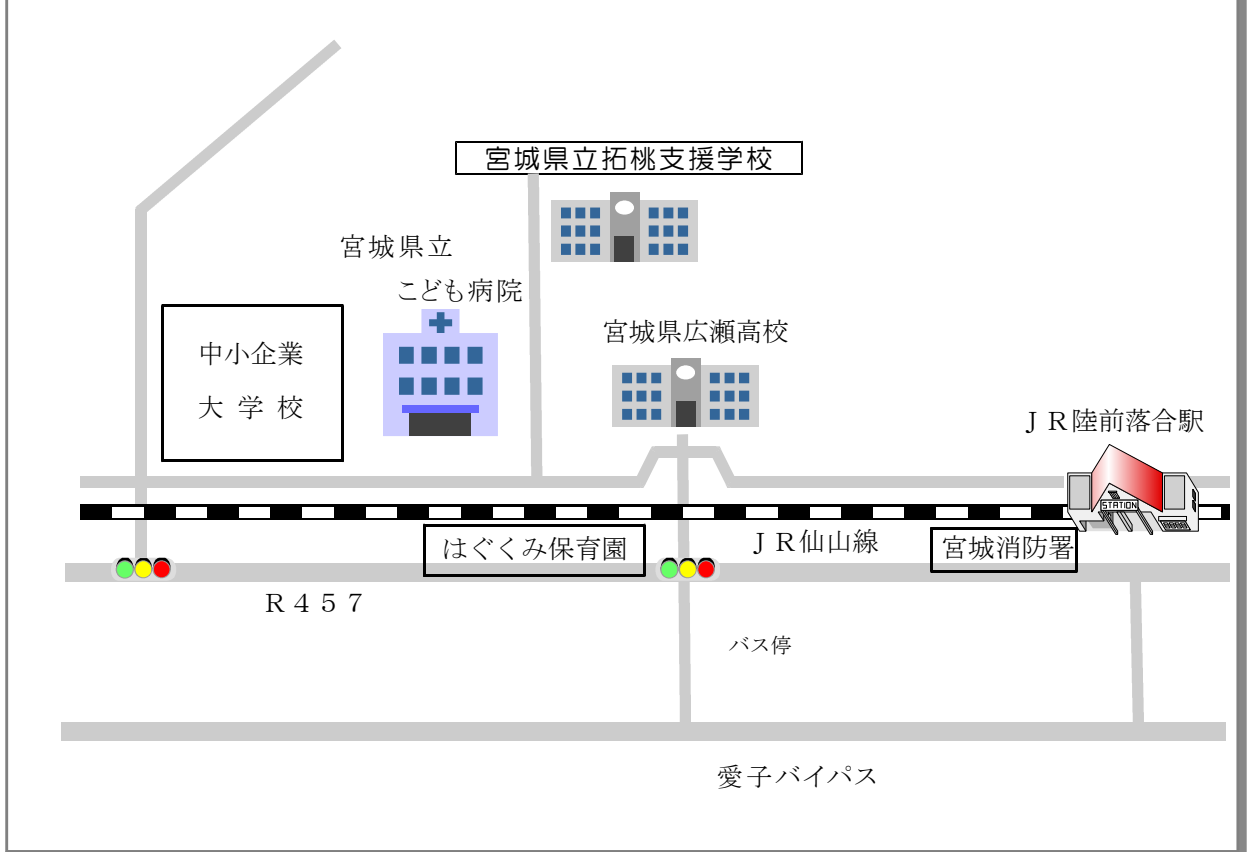 宮城県立拓桃支援学校
宮城県立
こども病院
中小企業
大 学 校
宮城県広瀬高校
ＪＲ陸前落合駅
STATION
はぐくみ保育園
ＪＲ仙山線
宮城消防署
Ｒ４５７
バス停
愛子バイパス